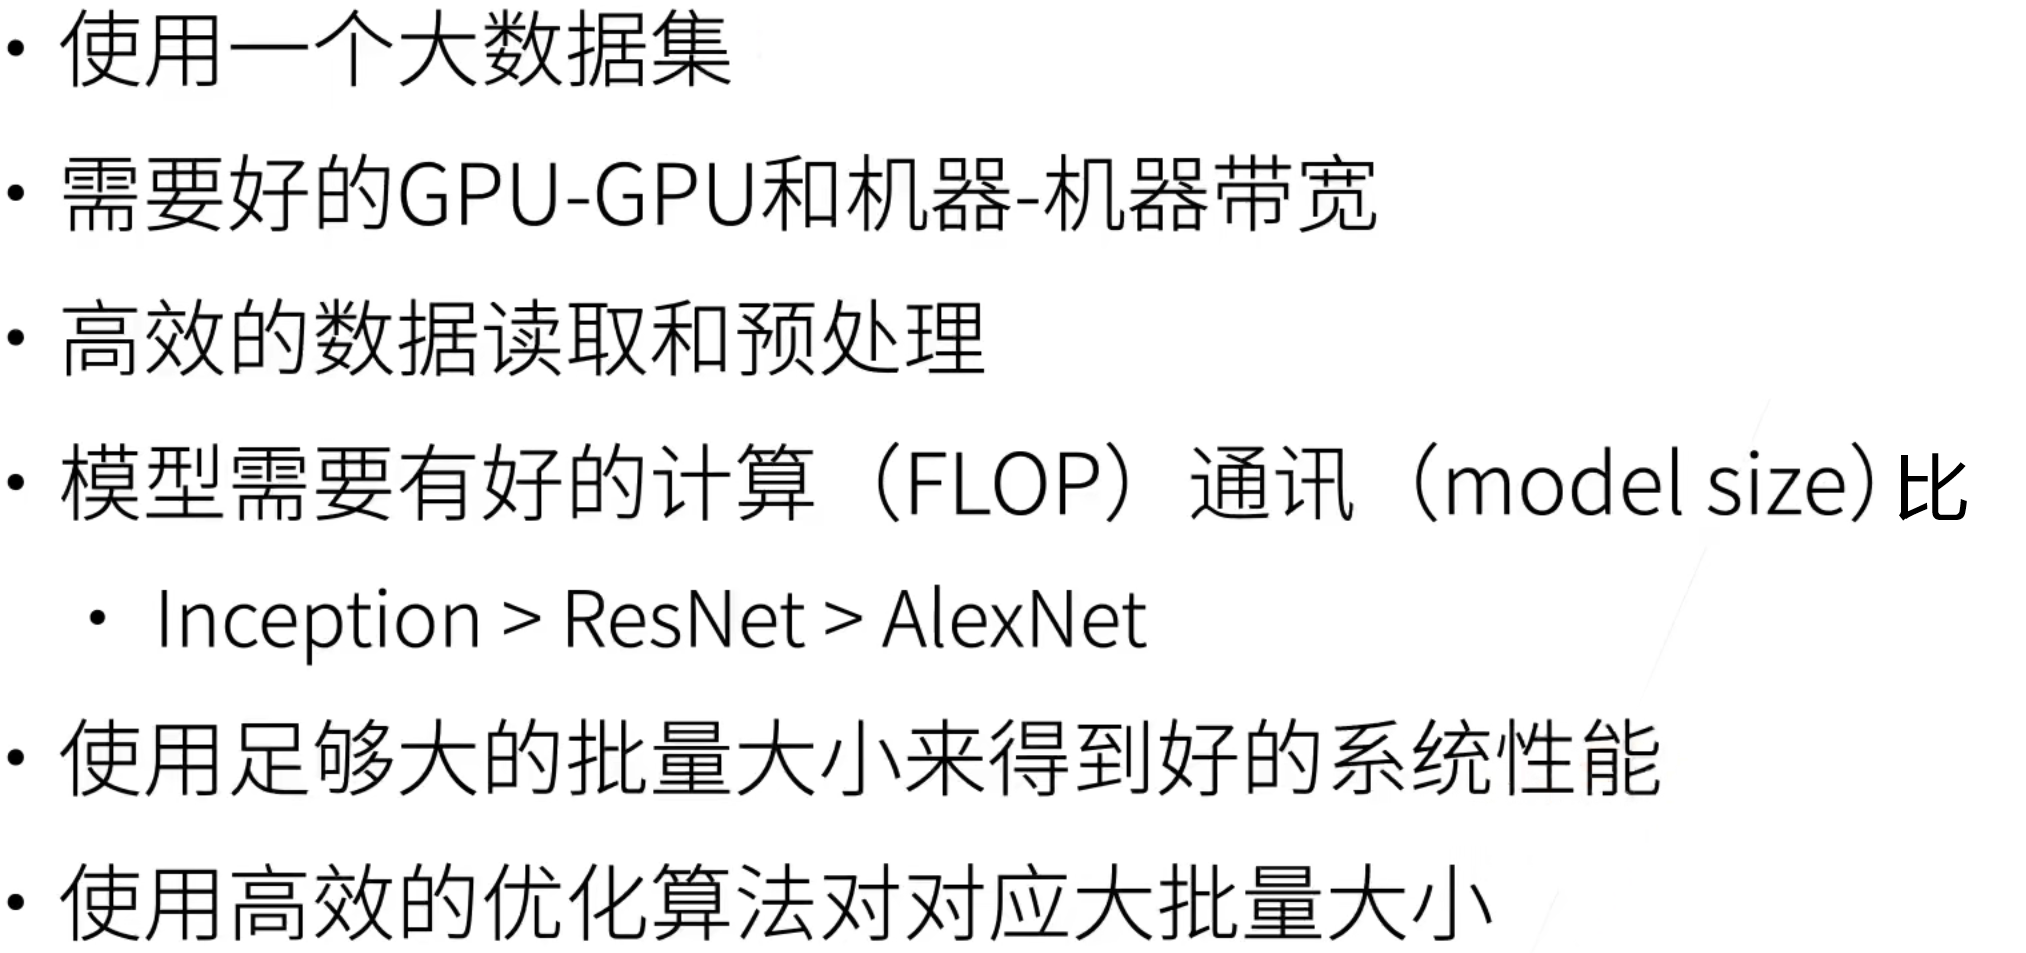 • 使用一个大数据集
• 需要好的GPU-GPU和机器-机器带宽
• 高效的数据读取和预处理
• 模型需要有好的计算（FLOP）通讯（model size）比
• Inception > ResNet > AlexNet
• 使用足够大的批量大小来得到好的系统性能
• 使用高效的优化算法对对应大批量大小